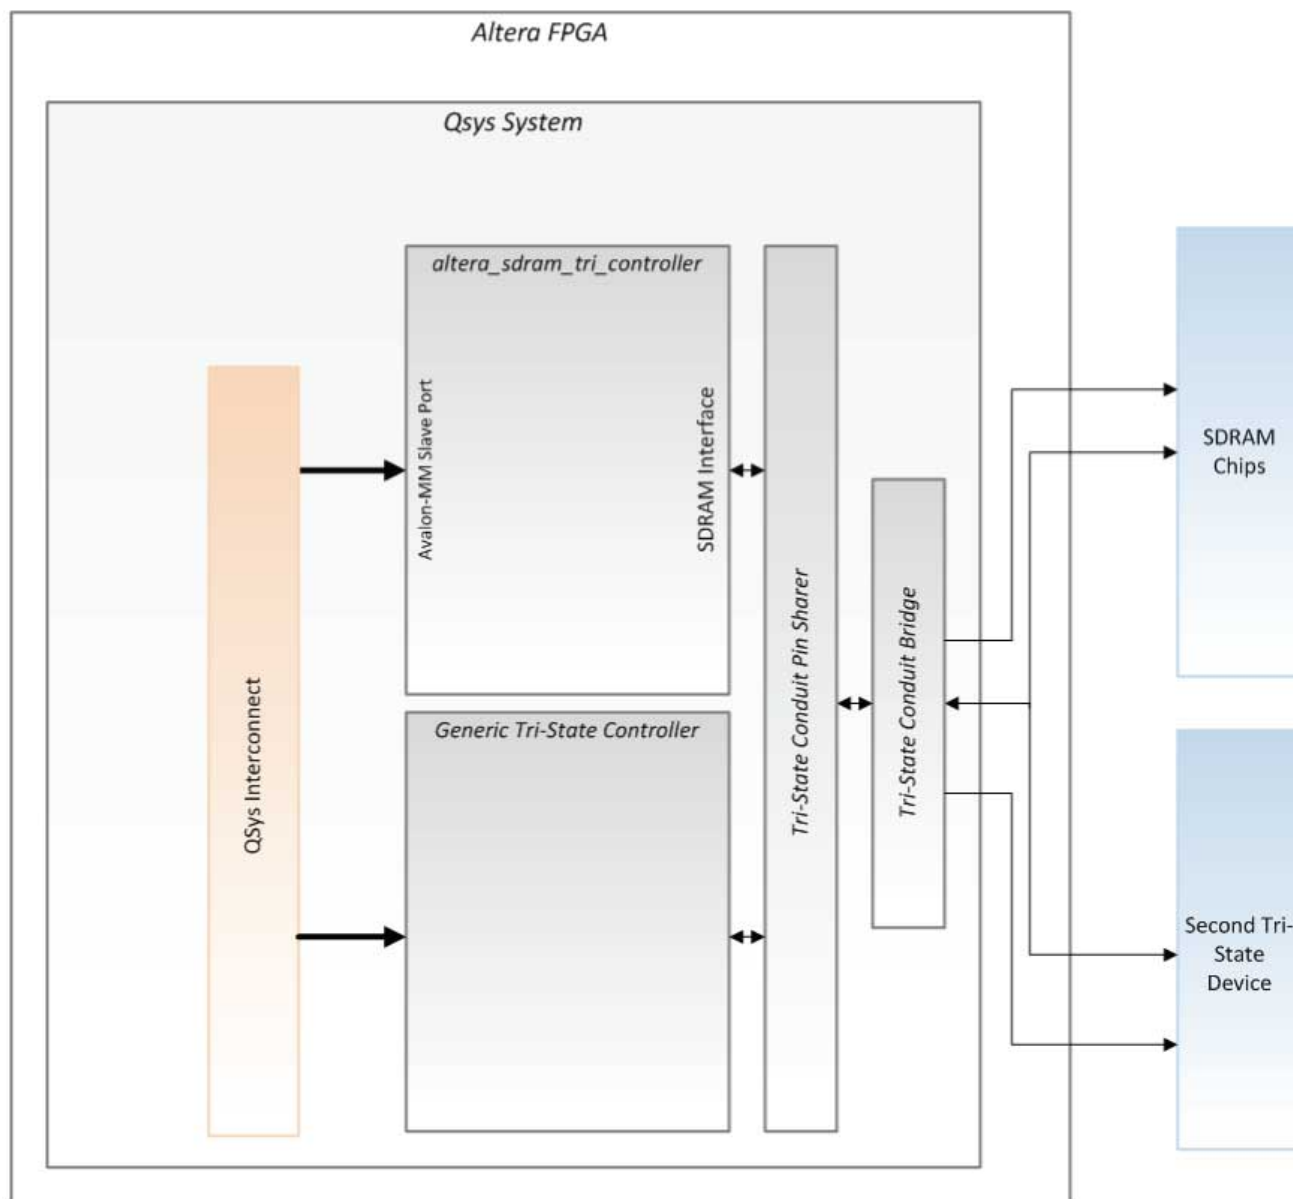 Altera FPGA
Qsys System
altera_sdram_tri_controller
Avalon-MM Slave Port
SDRAM Interface
QSys Interconnect
Generic Tri-State Controller
Tri-State Conduit Pin Sharer
Tri-State Conduit Bridge
SDRAM
Chips
Second Tri-
State
Device